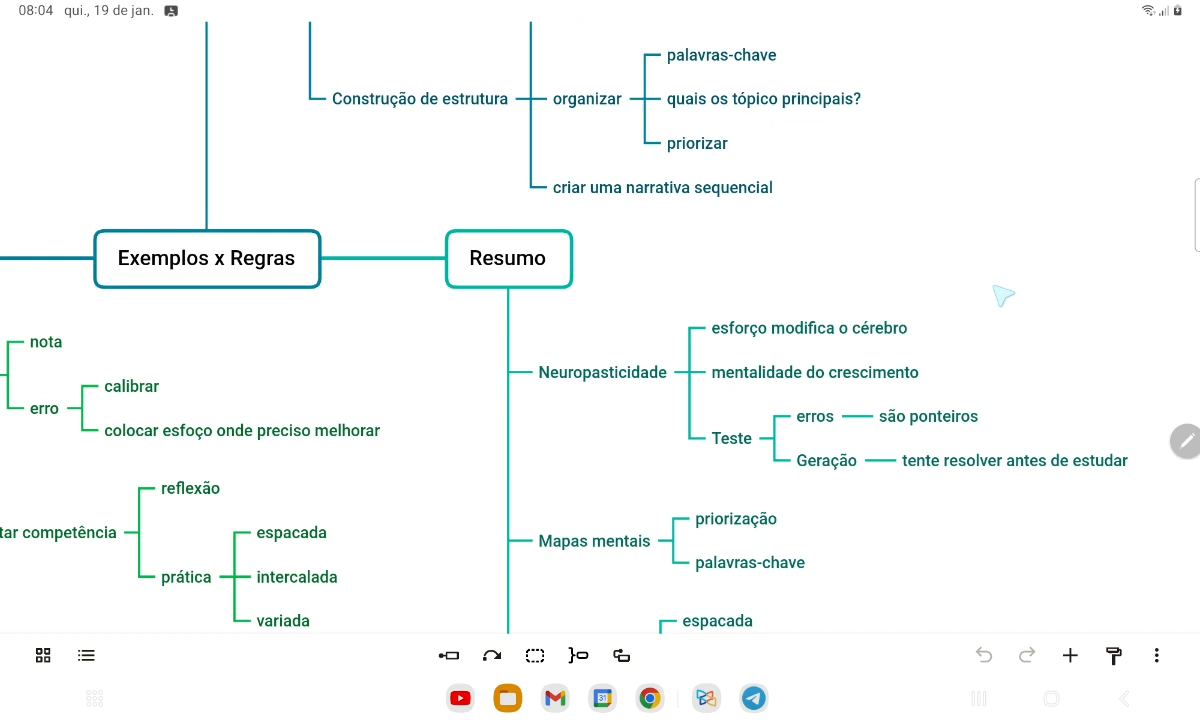 08:04 qui., 19 de jan.
palavras-chave
Construção de estrutura
organizar
quais os tópico principais?
priorizar
criar uma narrativa sequencial
Exemplos x Regras
Resumo
esforço modifica o cérebro
nota
Neuropasticidade
mentalidade do crescimento
calibrar
erro
erros
são ponteiros
colocar esfoço onde preciso melhorar
Teste
Geração
tente resolver antes de estudar
reflexão
tar competência
espacada
priorização
Mapas mentais
palavras-chave
prática
intercalada
variada
espacada
31